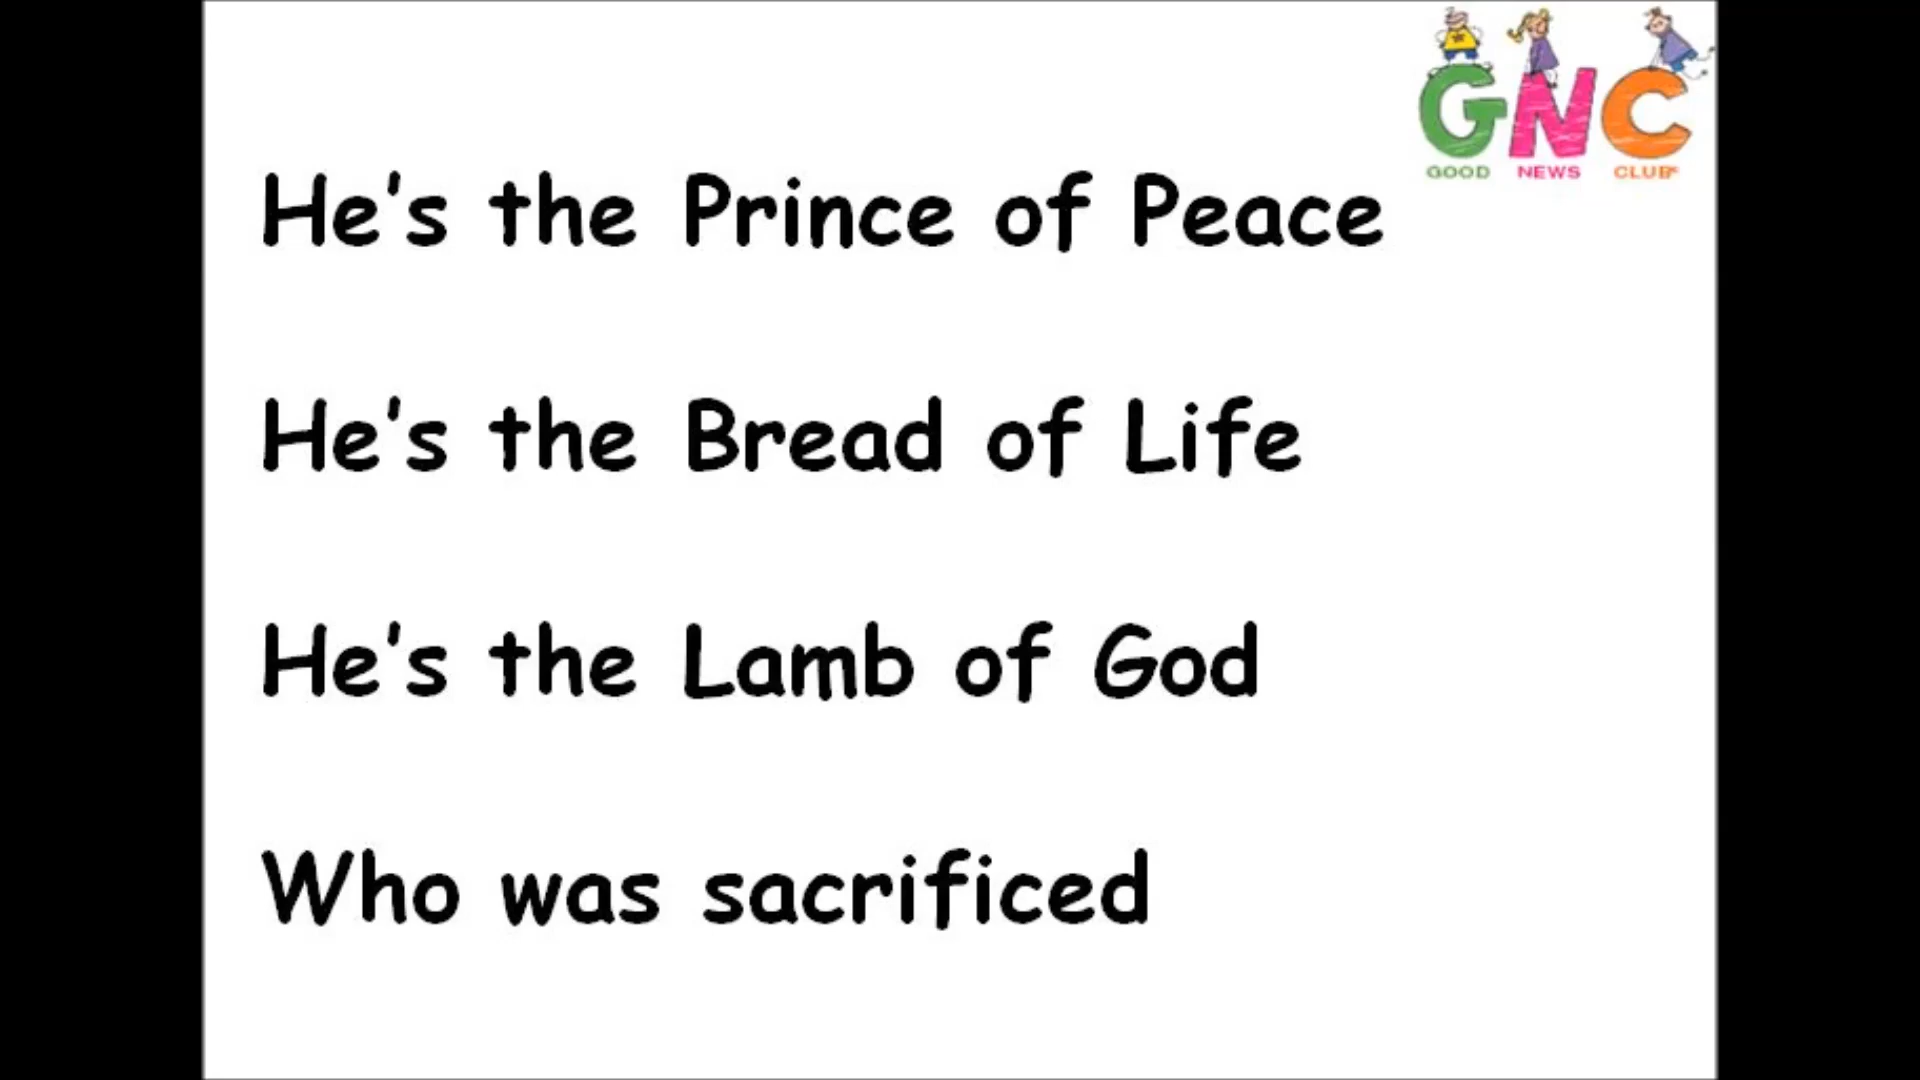 GNC
GOOD NEWS CLUB®
He's the Prince of Peace
He's the Bread of Life
He's the Lamb of God
Who was sacrificed